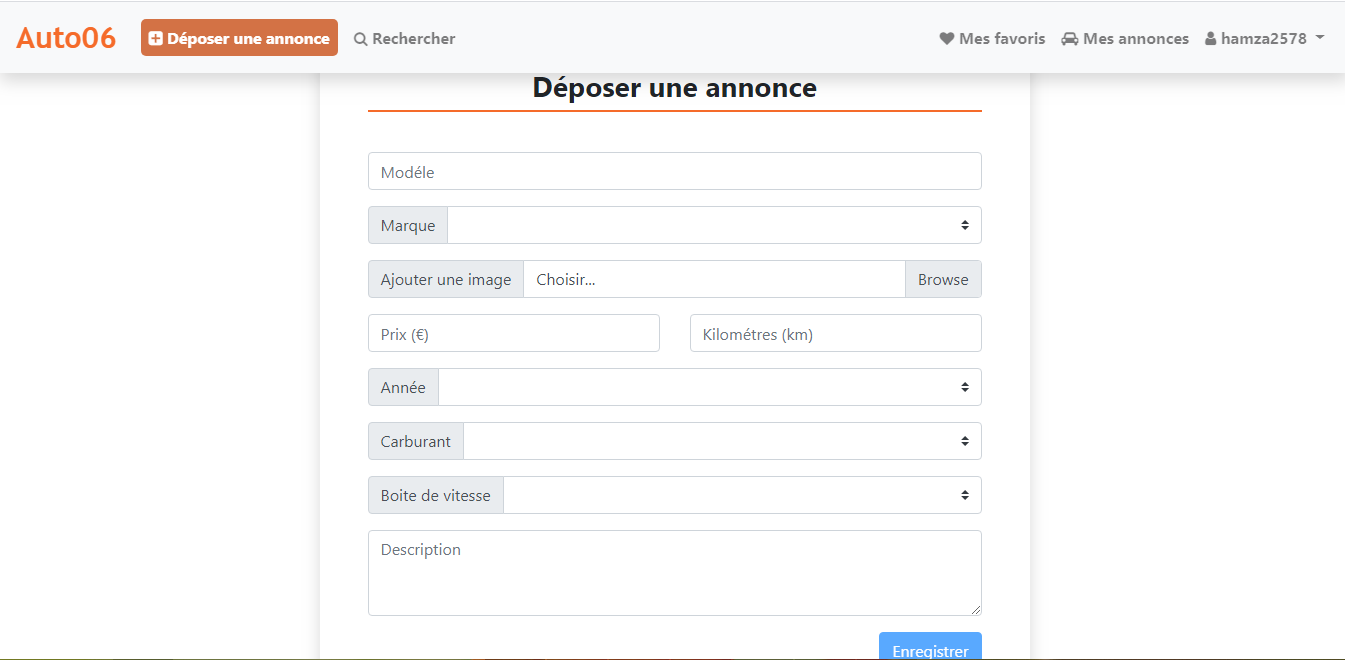 Auto06 Déposer une annonce Rechercher Mes favoris Mes annonces hamza2578
Déposer une annonce
Modéle
Marque
Ajouter une image Choisir... Browse
Prix (€) Kilométres (km)
Année
Carburant
Boite de vitesse
Description
Enregistrer